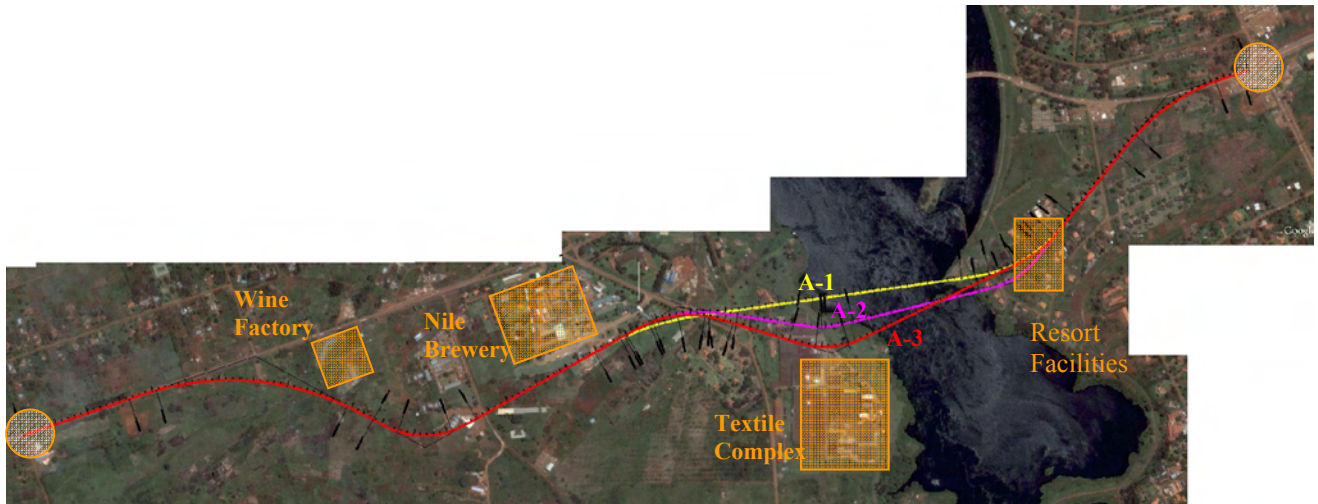 Wine
Factory
Nile
Brewery
A-1
A-2
A-3
Resort
Facilities
Textile
Complex
Google